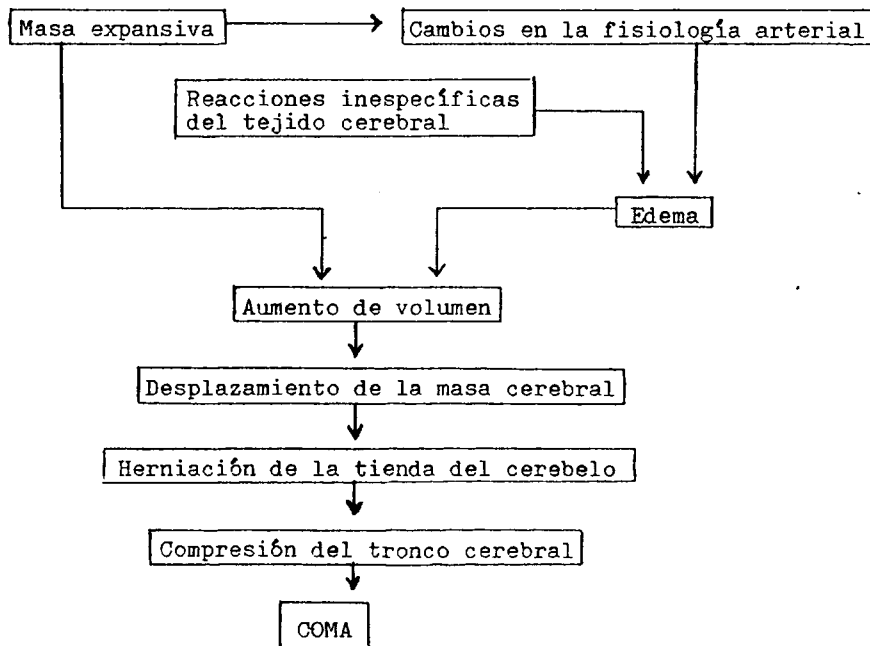 Masa expansiva
Cambios en la fisiología arterial
Reacciones inespecíficas
del tejido cerebral
Edema
Aumento de volumen
Desplazamiento de la masa cerebral
Herniación de la tienda del cerebelo
Compresión del tronco cerebral
COMA